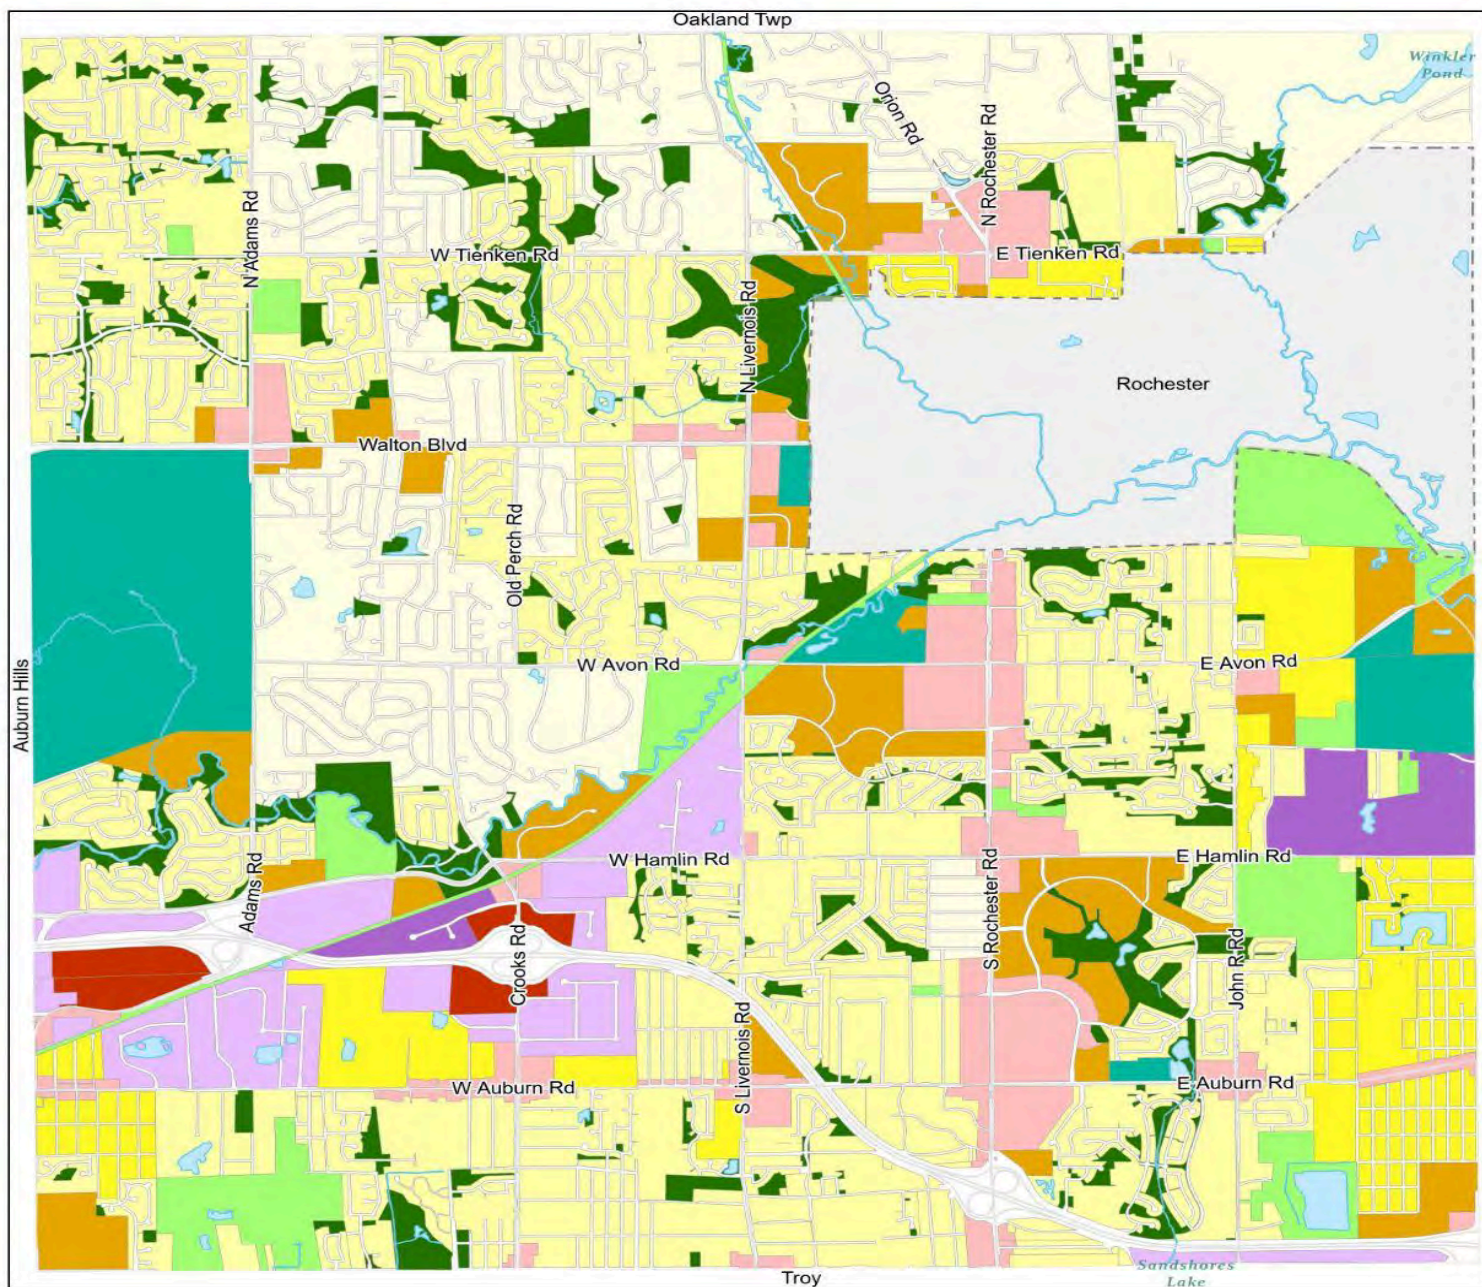 Oakland Twp
Winkler
Pond
Orion Rd
N Rochester Rd
N Adams Rd
W Tienken Rd
E Tienken Rd
N Livernois Rd
Rochester
Walton Blvd
Old Perch Rd
W Avon Rd
E Avon Rd
Auburn Hills
W Hamlin Rd
E Hamlin Rd
Adams Rd
Crooks Rd
S Rochester Rd
John R Rd
S Livernois Rd
W Auburn Rd
E Auburn Rd
Sandshores
Lake
Troy